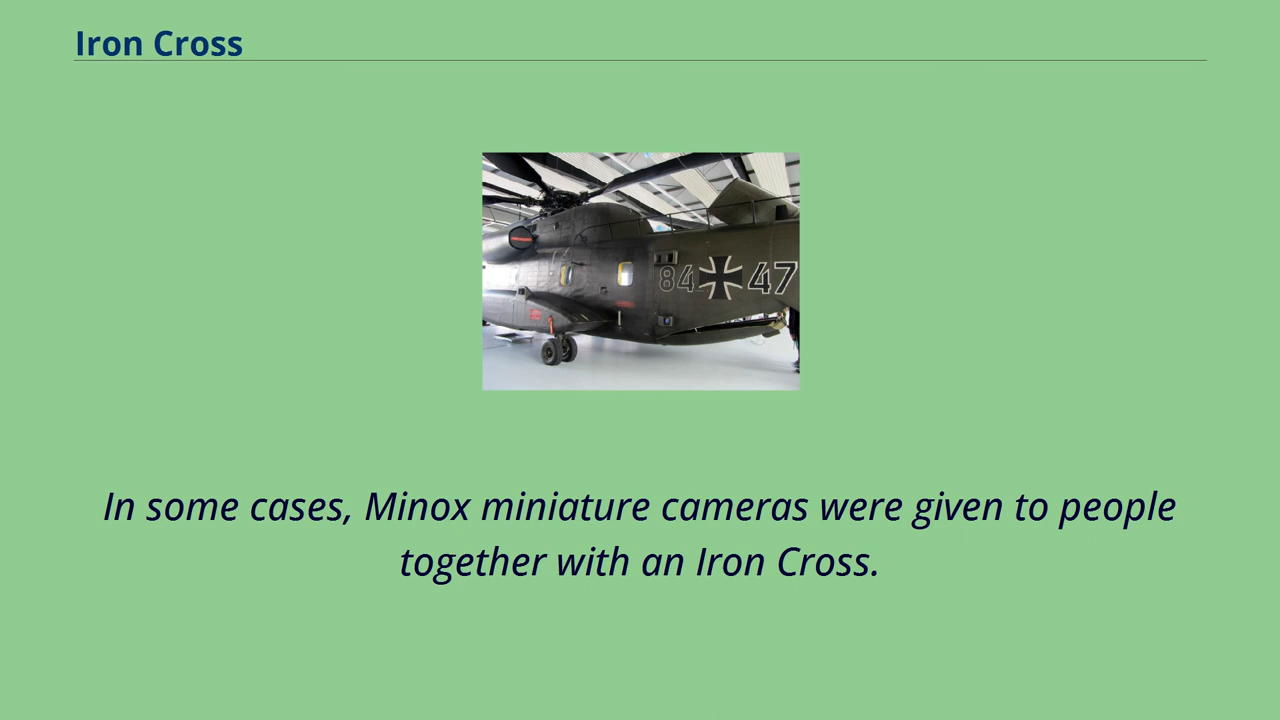 Iron Cross
84 47
In some cases, Minox miniature cameras were given to people
together with an Iron Cross.